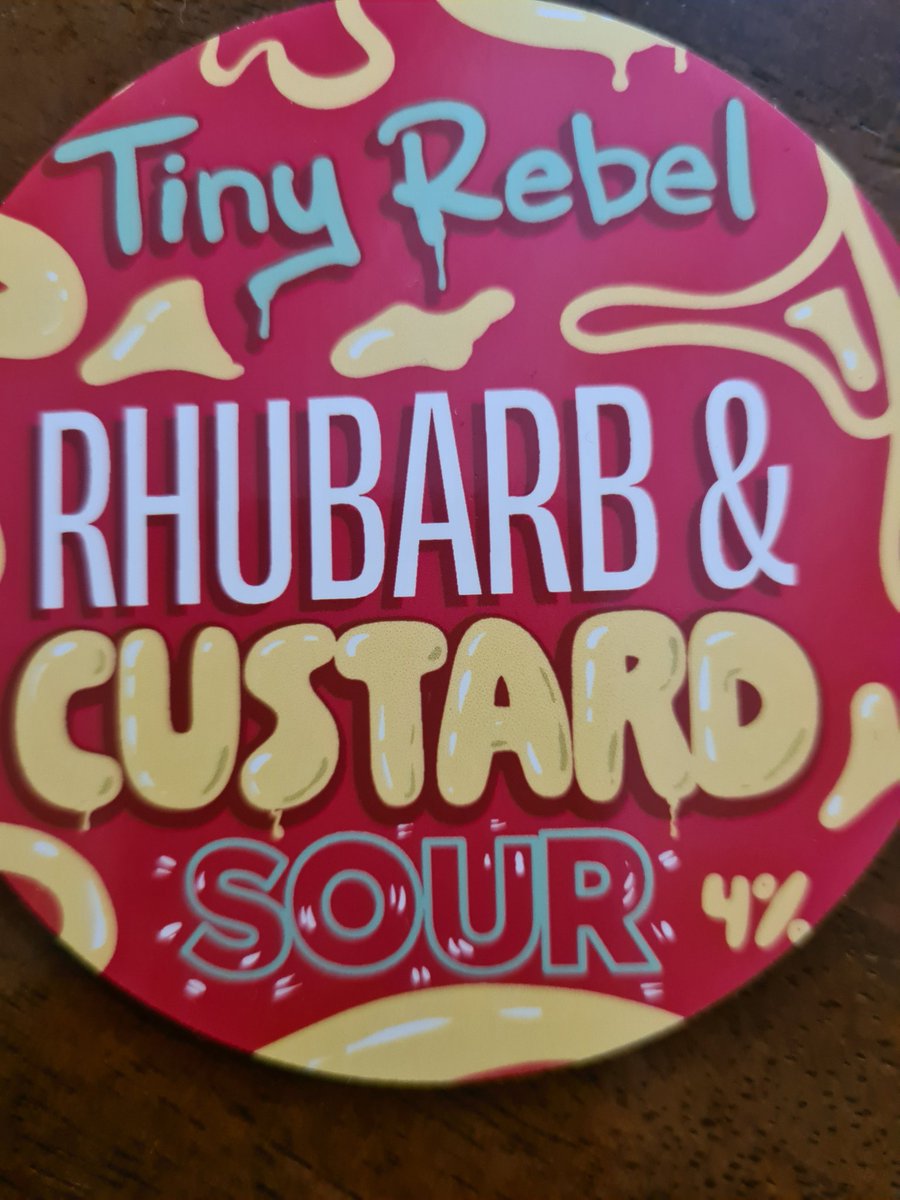 Tiny Rebel
RHUBARB &
CUSTARD
SOUR
4%